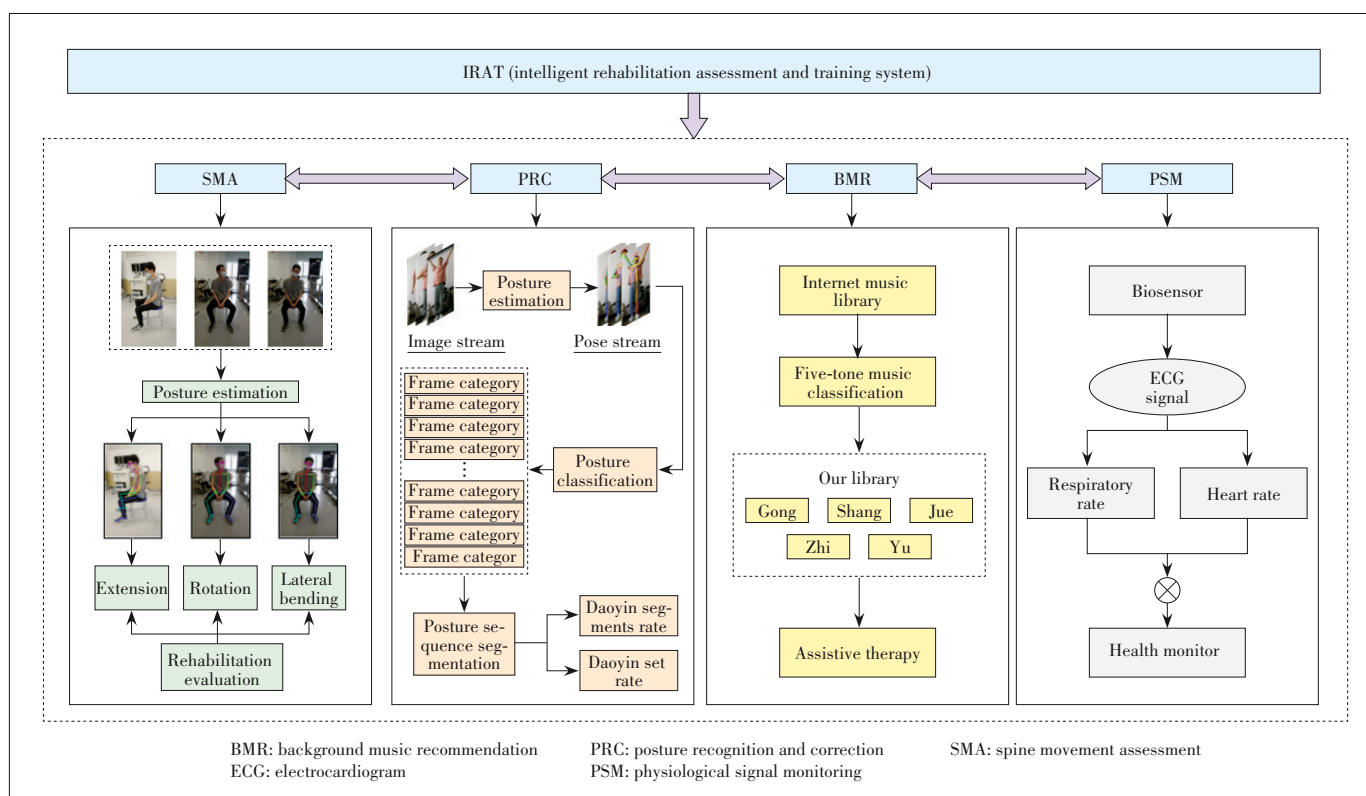 IRAT (intelligent rehabilitation assessment and training system)
SMA
PRC
BMR
PSM
Posture estimation
Extension
Rotation
Lateral
bending
Rehabilitation
evaluation
Posture
estimation
Image stream
Pose stream
Frame category
Frame category
Frame category
Frame category
⋮
Frame category
Frame category
Frame category
Frame categor
Posture
classification
Posture se-
quence seg-
mentation
Daoyin seg-
ments rate
Daoyin set
rate
Internet music
library
Five-tone music
classification
Our library
Gong
Shang
Jue
Zhi
Yu
Assistive therapy
Biosensor
ECG
signal
Respiratory
rate
Heart rate
Health monitor
BMR: background music recommendation
PRC: posture recognition and correction
SMA: spine movement assessment
ECG: electrocardiogram
PSM: physiological signal monitoring